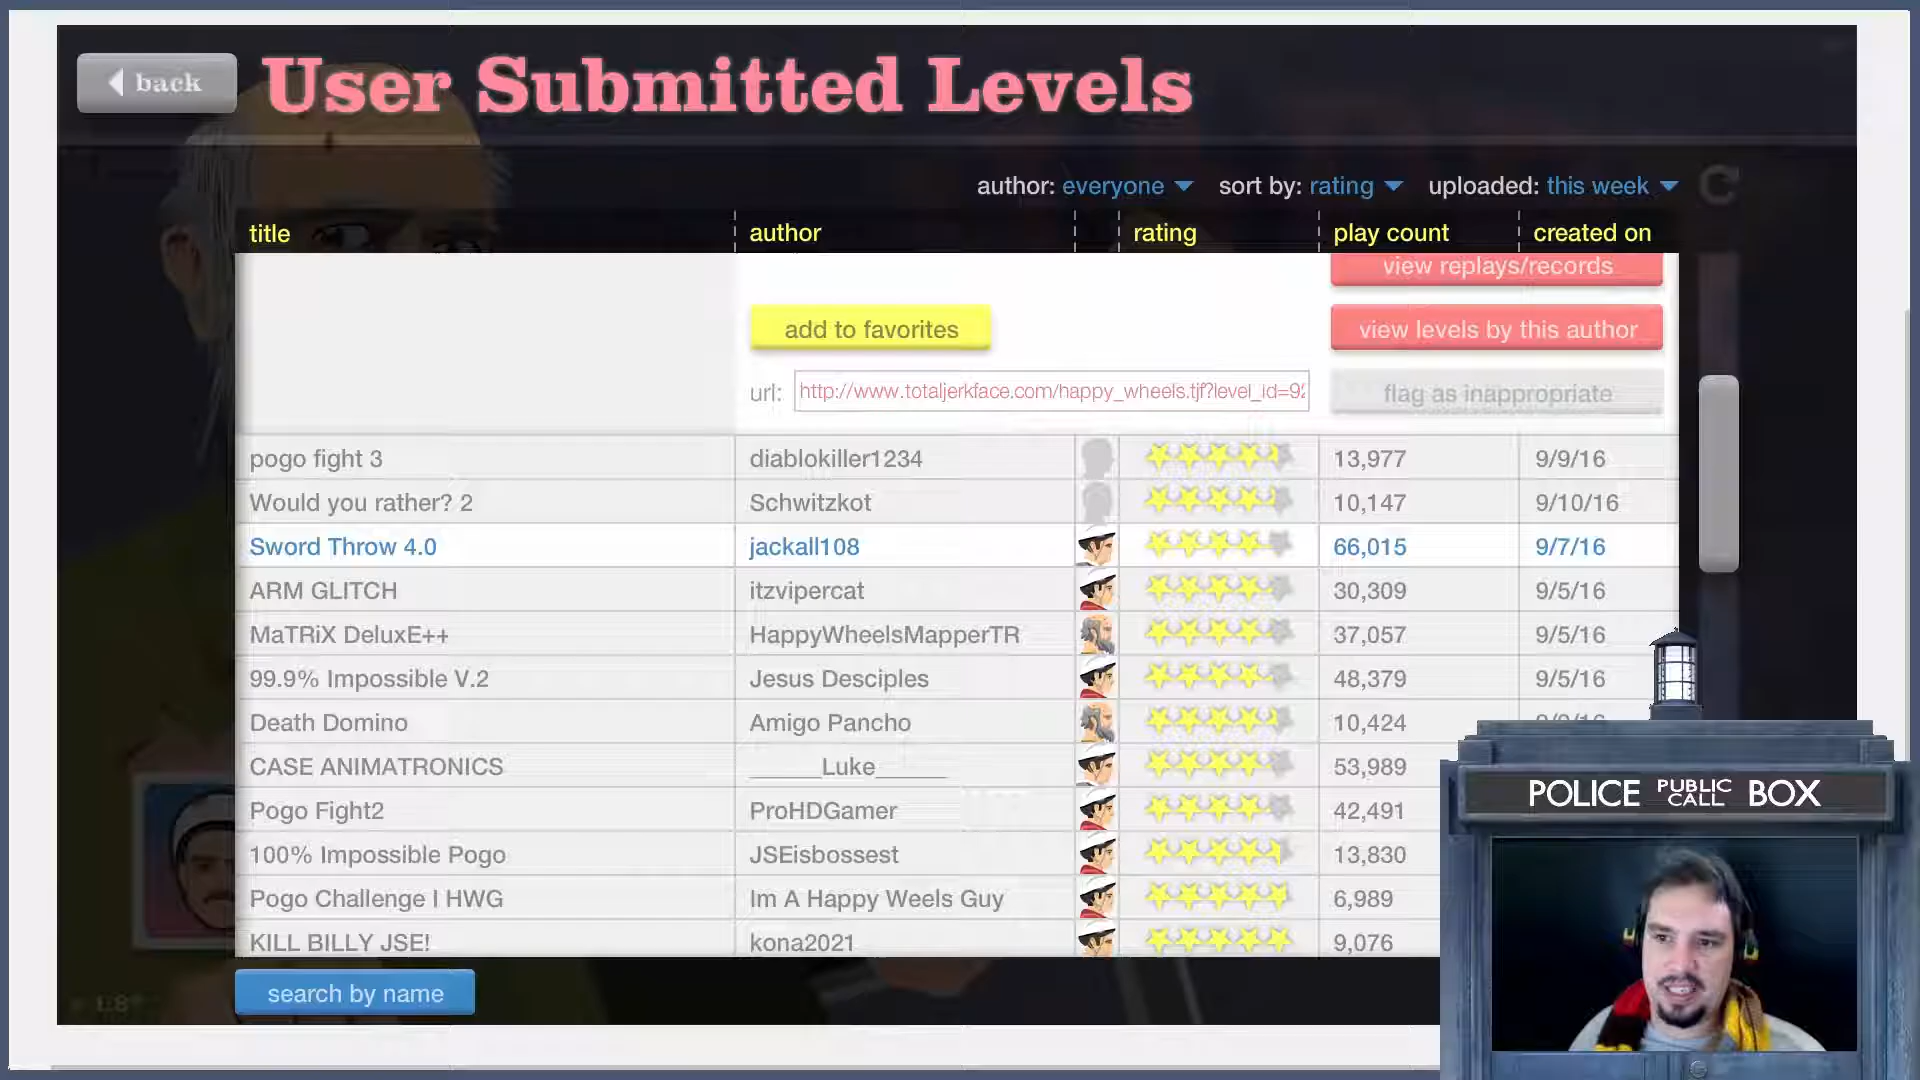 back
User Submitted Levels
author: everyone sort by: rating uploaded: this week
title author rating play count created on
view replays/records
add to favorites view levels by this author
url: http://www.totaljerkface.com/happy_wheels.tjf?level_id=9 flag as inappropriate
pogo fight 3 diablokiller1234 13,977 9/9/16
Would you rather? 2 Schwitzkot 10,147 9/10/16
Sword Throw 4.0 jackall108 66,015 9/7/16
ARM GLITCH itzvipercat 30,309 9/5/16
MaTRiX DeluxE++ HappyWheelsMapperTR 37,057 9/5/16
99.9% Impossible V.2 Jesus Desciples 48,379 9/5/16
Death Domino Amigo Pancho 10,424
CASE ANIMATRONICS ______Luke______ 53,989
Pogo Fight2 ProHDGamer 42,491
100% Impossible Pogo JSEisbossest 13,830
Pogo Challenge I HWG Im A Happy Weels Guy 6,989
KILL BILLY JSE! kona2021 9,076
search by name
POLICE PUBLIC CALL BOX